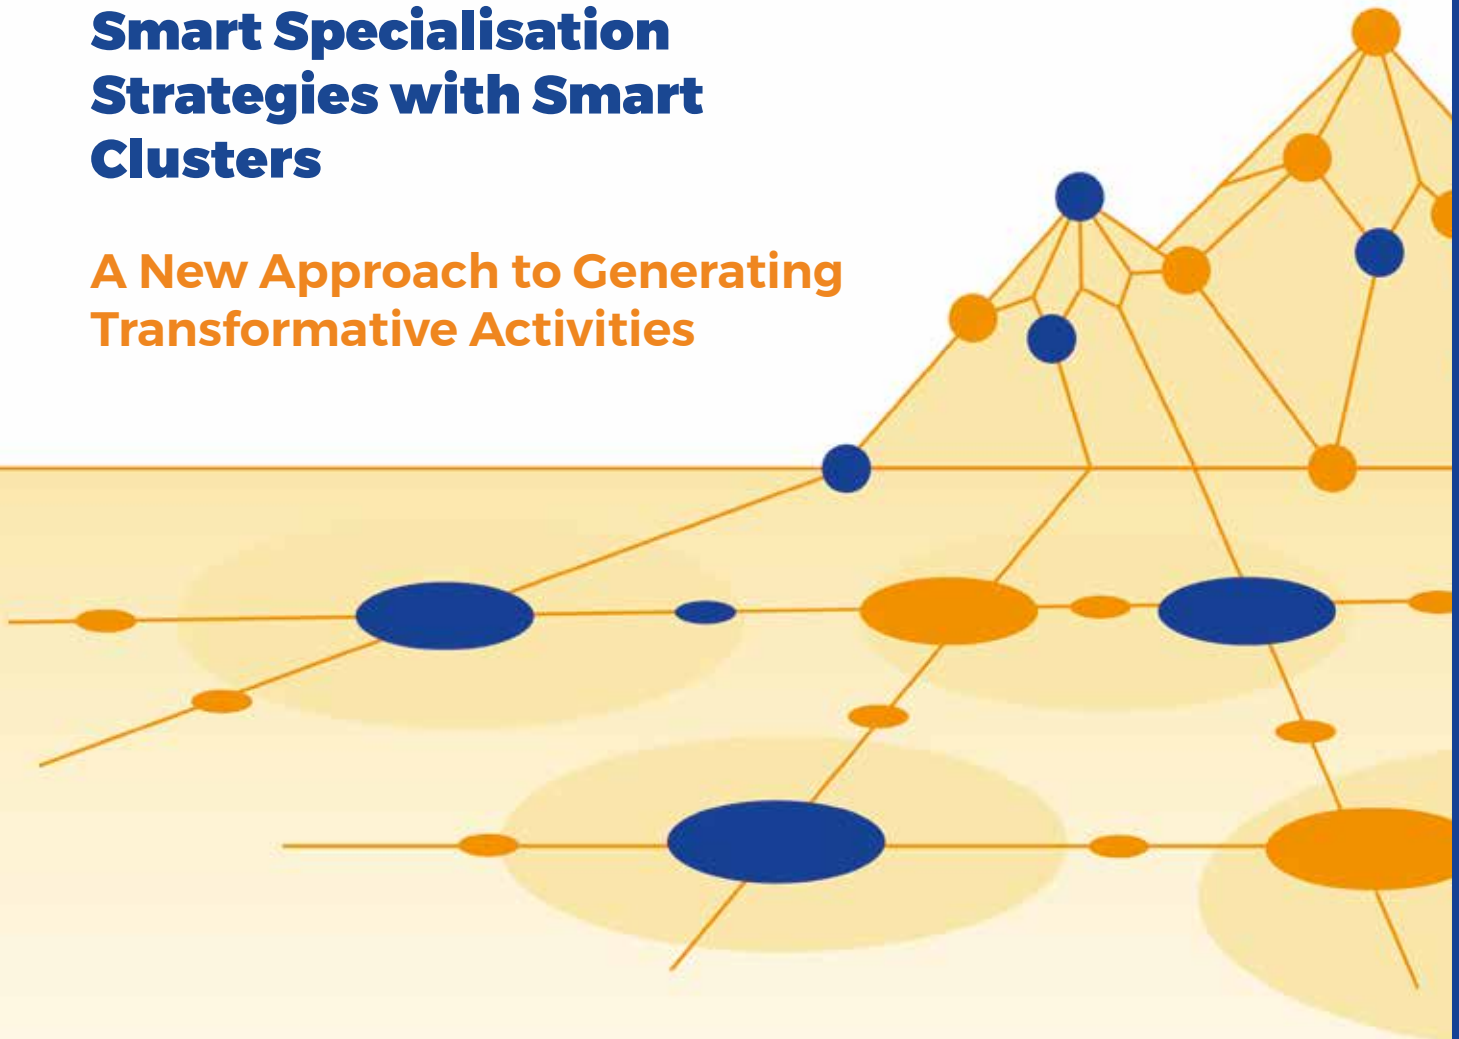 Smart Specialisation
Strategies with Smart
Clusters
A New Approach to Generating
Transformative Activities